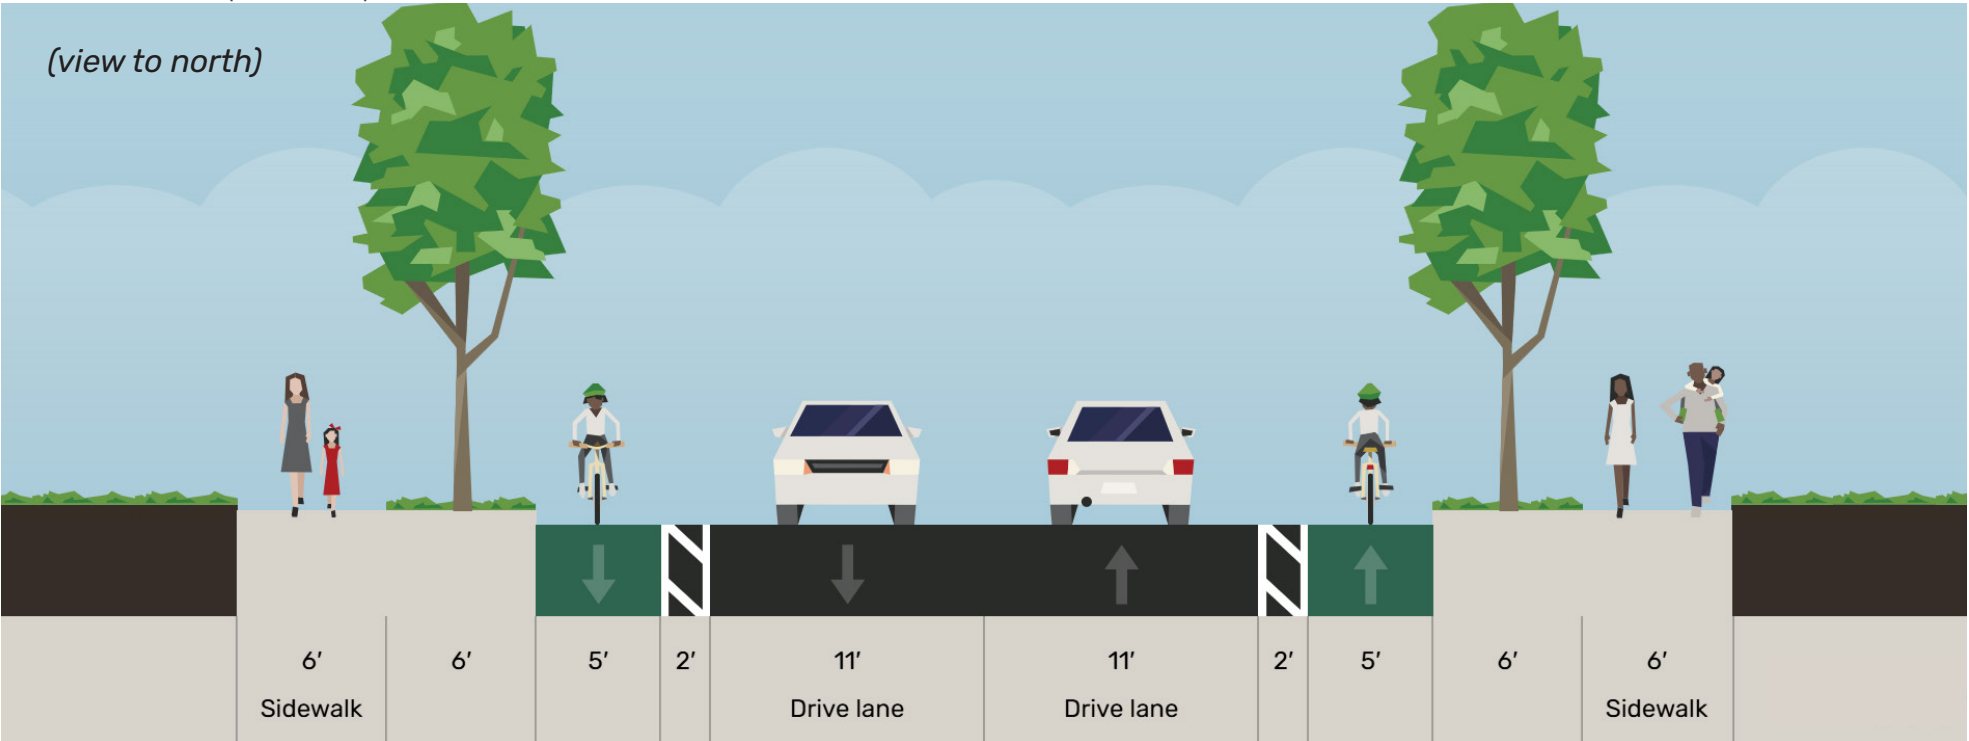 (view to north)
6' 6' 5' 2' 11' 11' 2' 5' 6' 6'
Sidewalk Drive lane Drive lane Sidewalk